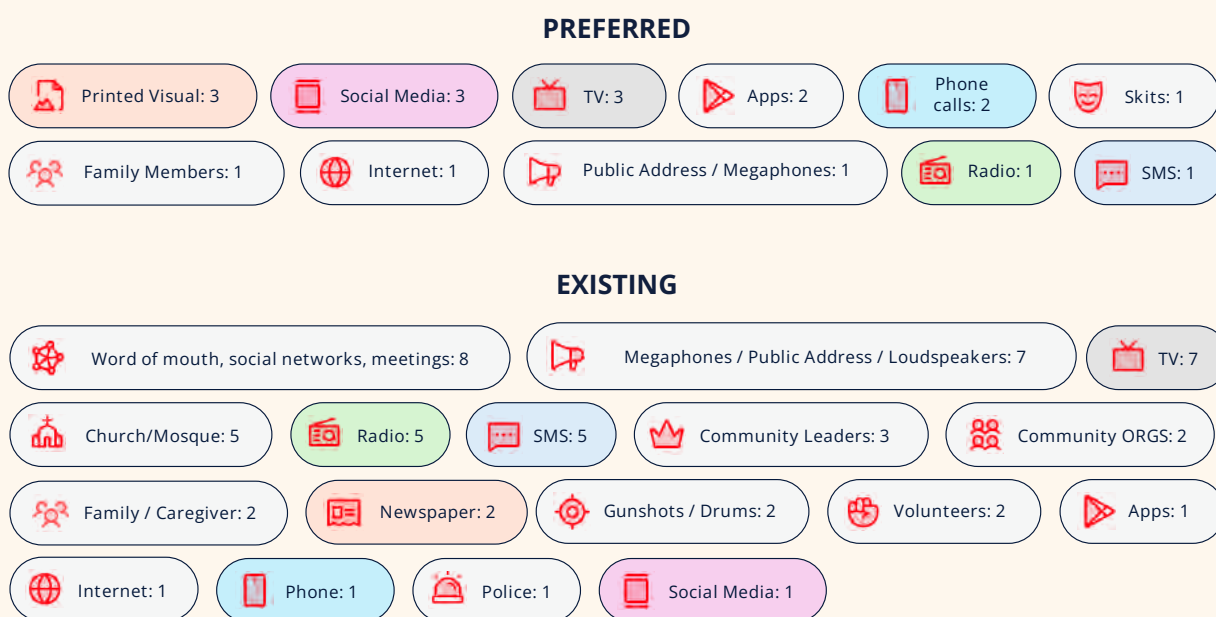 PREFERRED
Printed Visual: 3
Social Media: 3
TV: 3
Apps: 2
Phone
calls: 2
Skits: 1
Family Members: 1
Internet: 1
Public Address / Megaphones: 1
Radio: 1
SMS: 1
EXISTING
Word of mouth, social networks, meetings: 8
Megaphones / Public Address / Loudspeakers: 7
TV: 7
Church/Mosque: 5
Radio: 5
SMS: 5
Community Leaders: 3
Community ORGS: 2
Family / Caregiver: 2
Newspaper: 2
Gunshots / Drums: 2
Volunteers: 2
Apps: 1
Internet: 1
Phone: 1
Police: 1
Social Media: 1